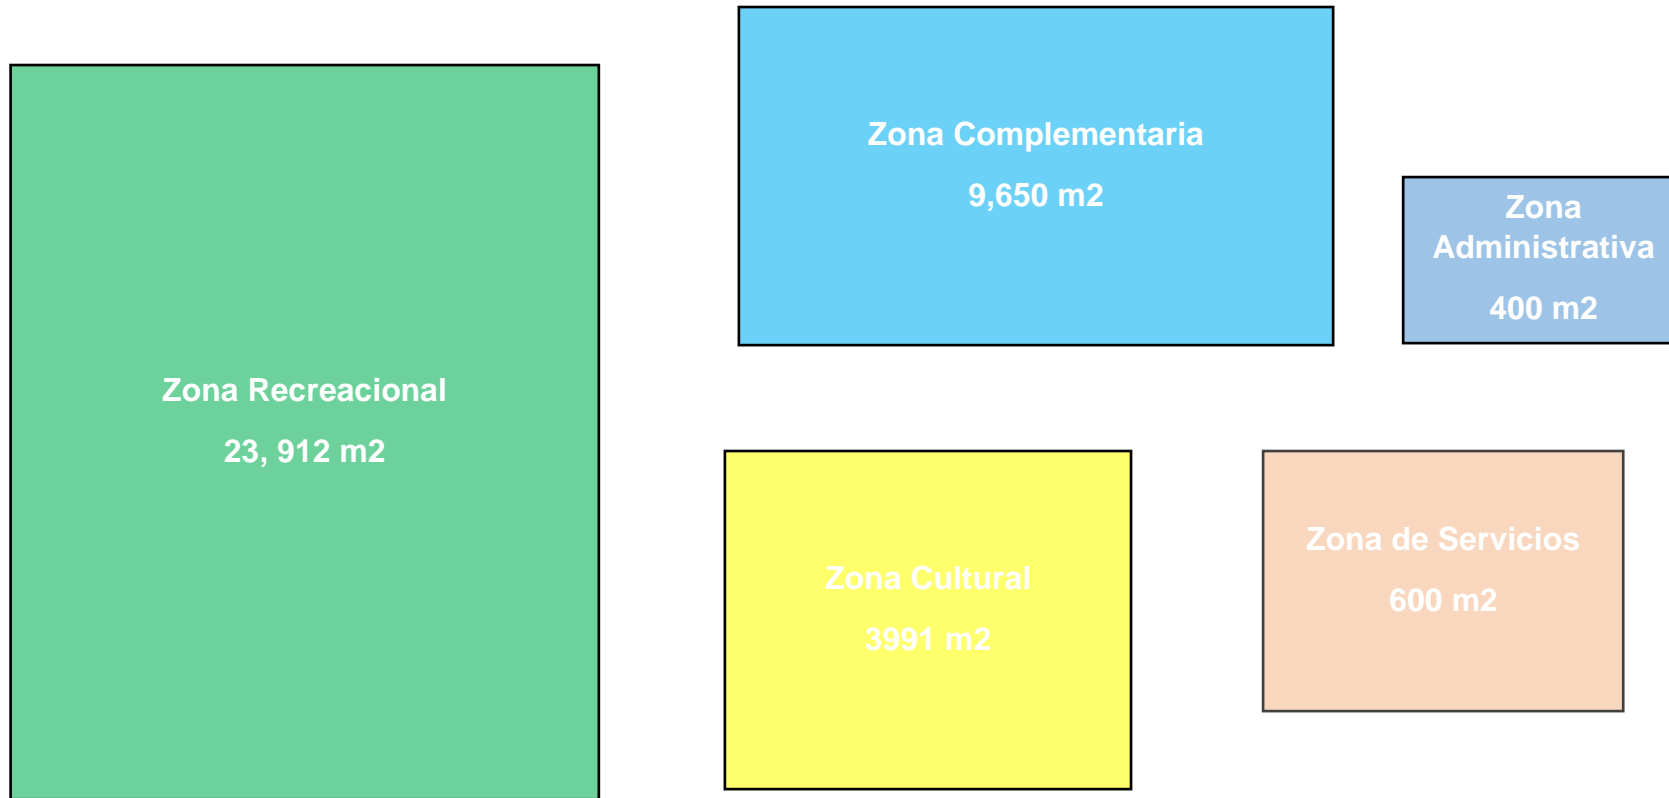 Zona Recreacional
23, 912 m2
Zona Complementaria
9,650 m2
Zona
Administrativa
400 m2
Zona Cultural
3991 m2
Zona de Servicios
600 m2